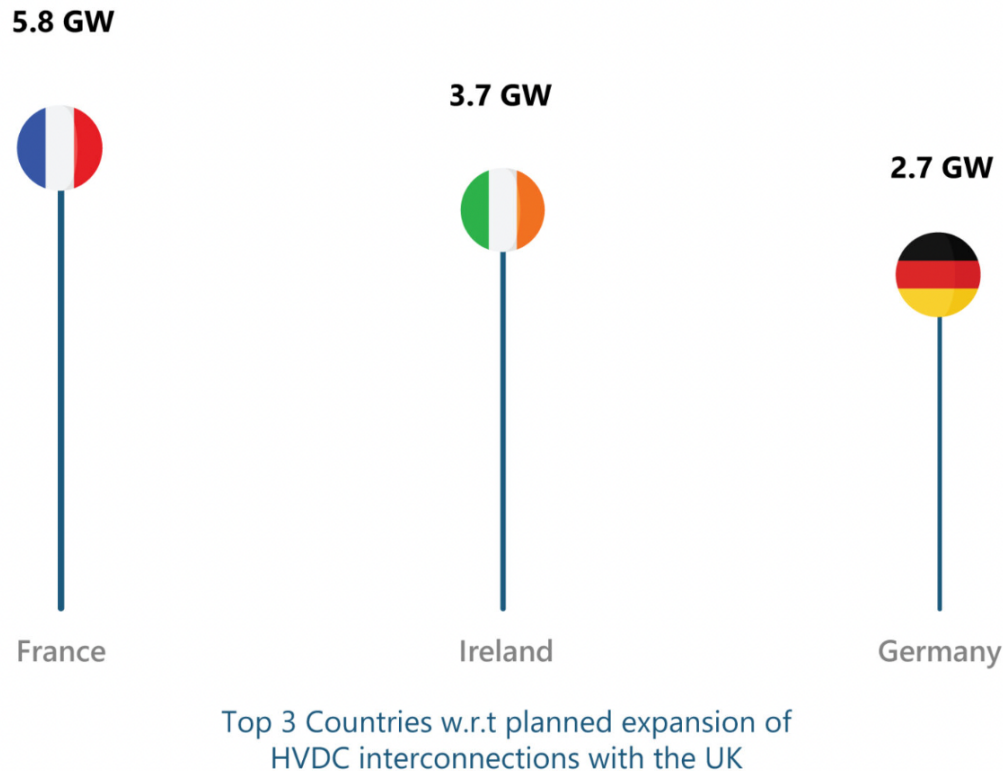 5.8 GW
3.7 GW
2.7 GW
France
Ireland
Germany
Top 3 Countries w.r.t planned expansion of
HVDC interconnections with the UK